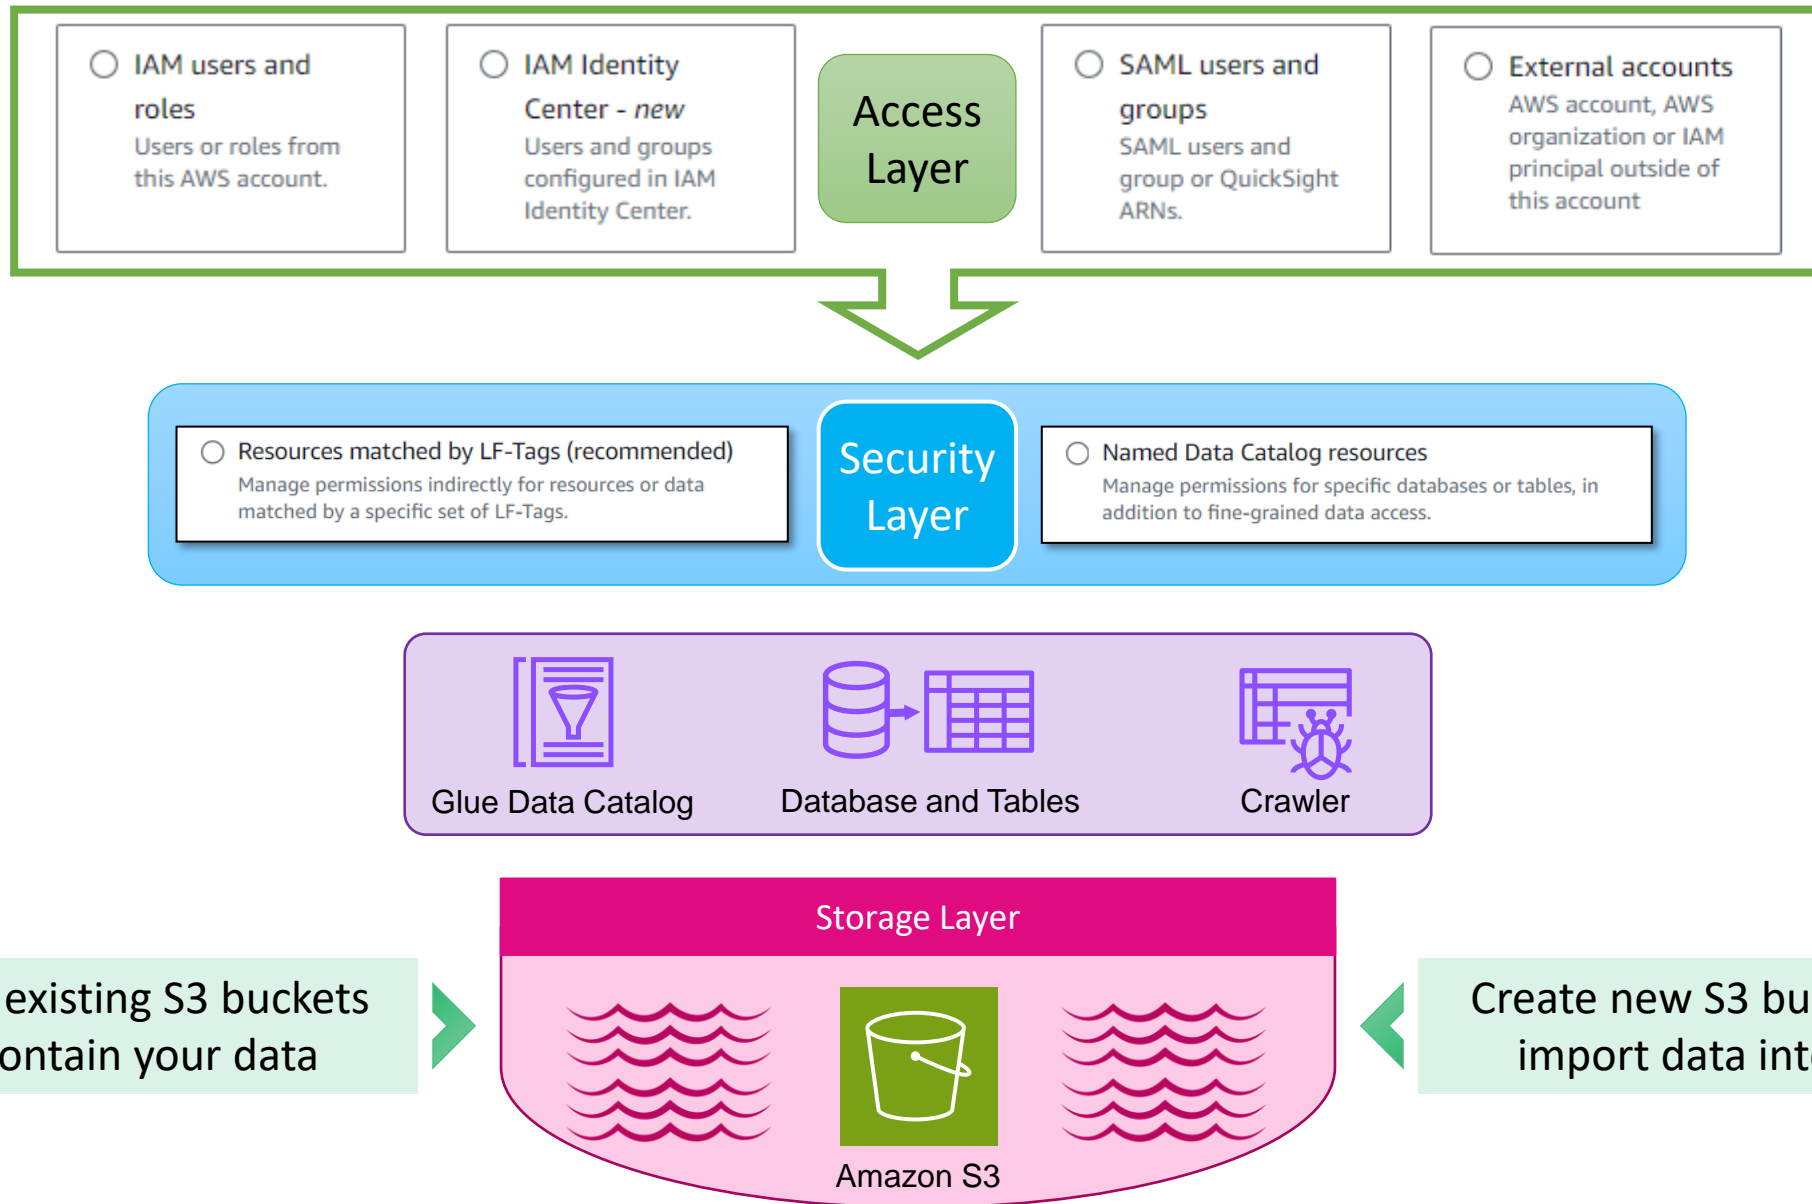 IAM users and
roles
Users or roles from
this AWS account.
IAM Identity
Center - new
Users and groups
configured in IAM
Identity Center.
Access
Layer
SAML users and
groups
SAML users and
group or QuickSight
ARNs.
External accounts
AWS account, AWS
organization or IAM
principal outside of
this account
Resources matched by LF-Tags (recommended)
Manage permissions indirectly for resources or data
matched by a specific set of LF-Tags.
Security
Layer
Named Data Catalog resources
Manage permissions for specific databases or tables, in
addition to fine-grained data access.
Glue Data Catalog
Database and Tables
Crawler
Storage Layer
existing S3 buckets
your data
Create new S3
import data
Amazon S3